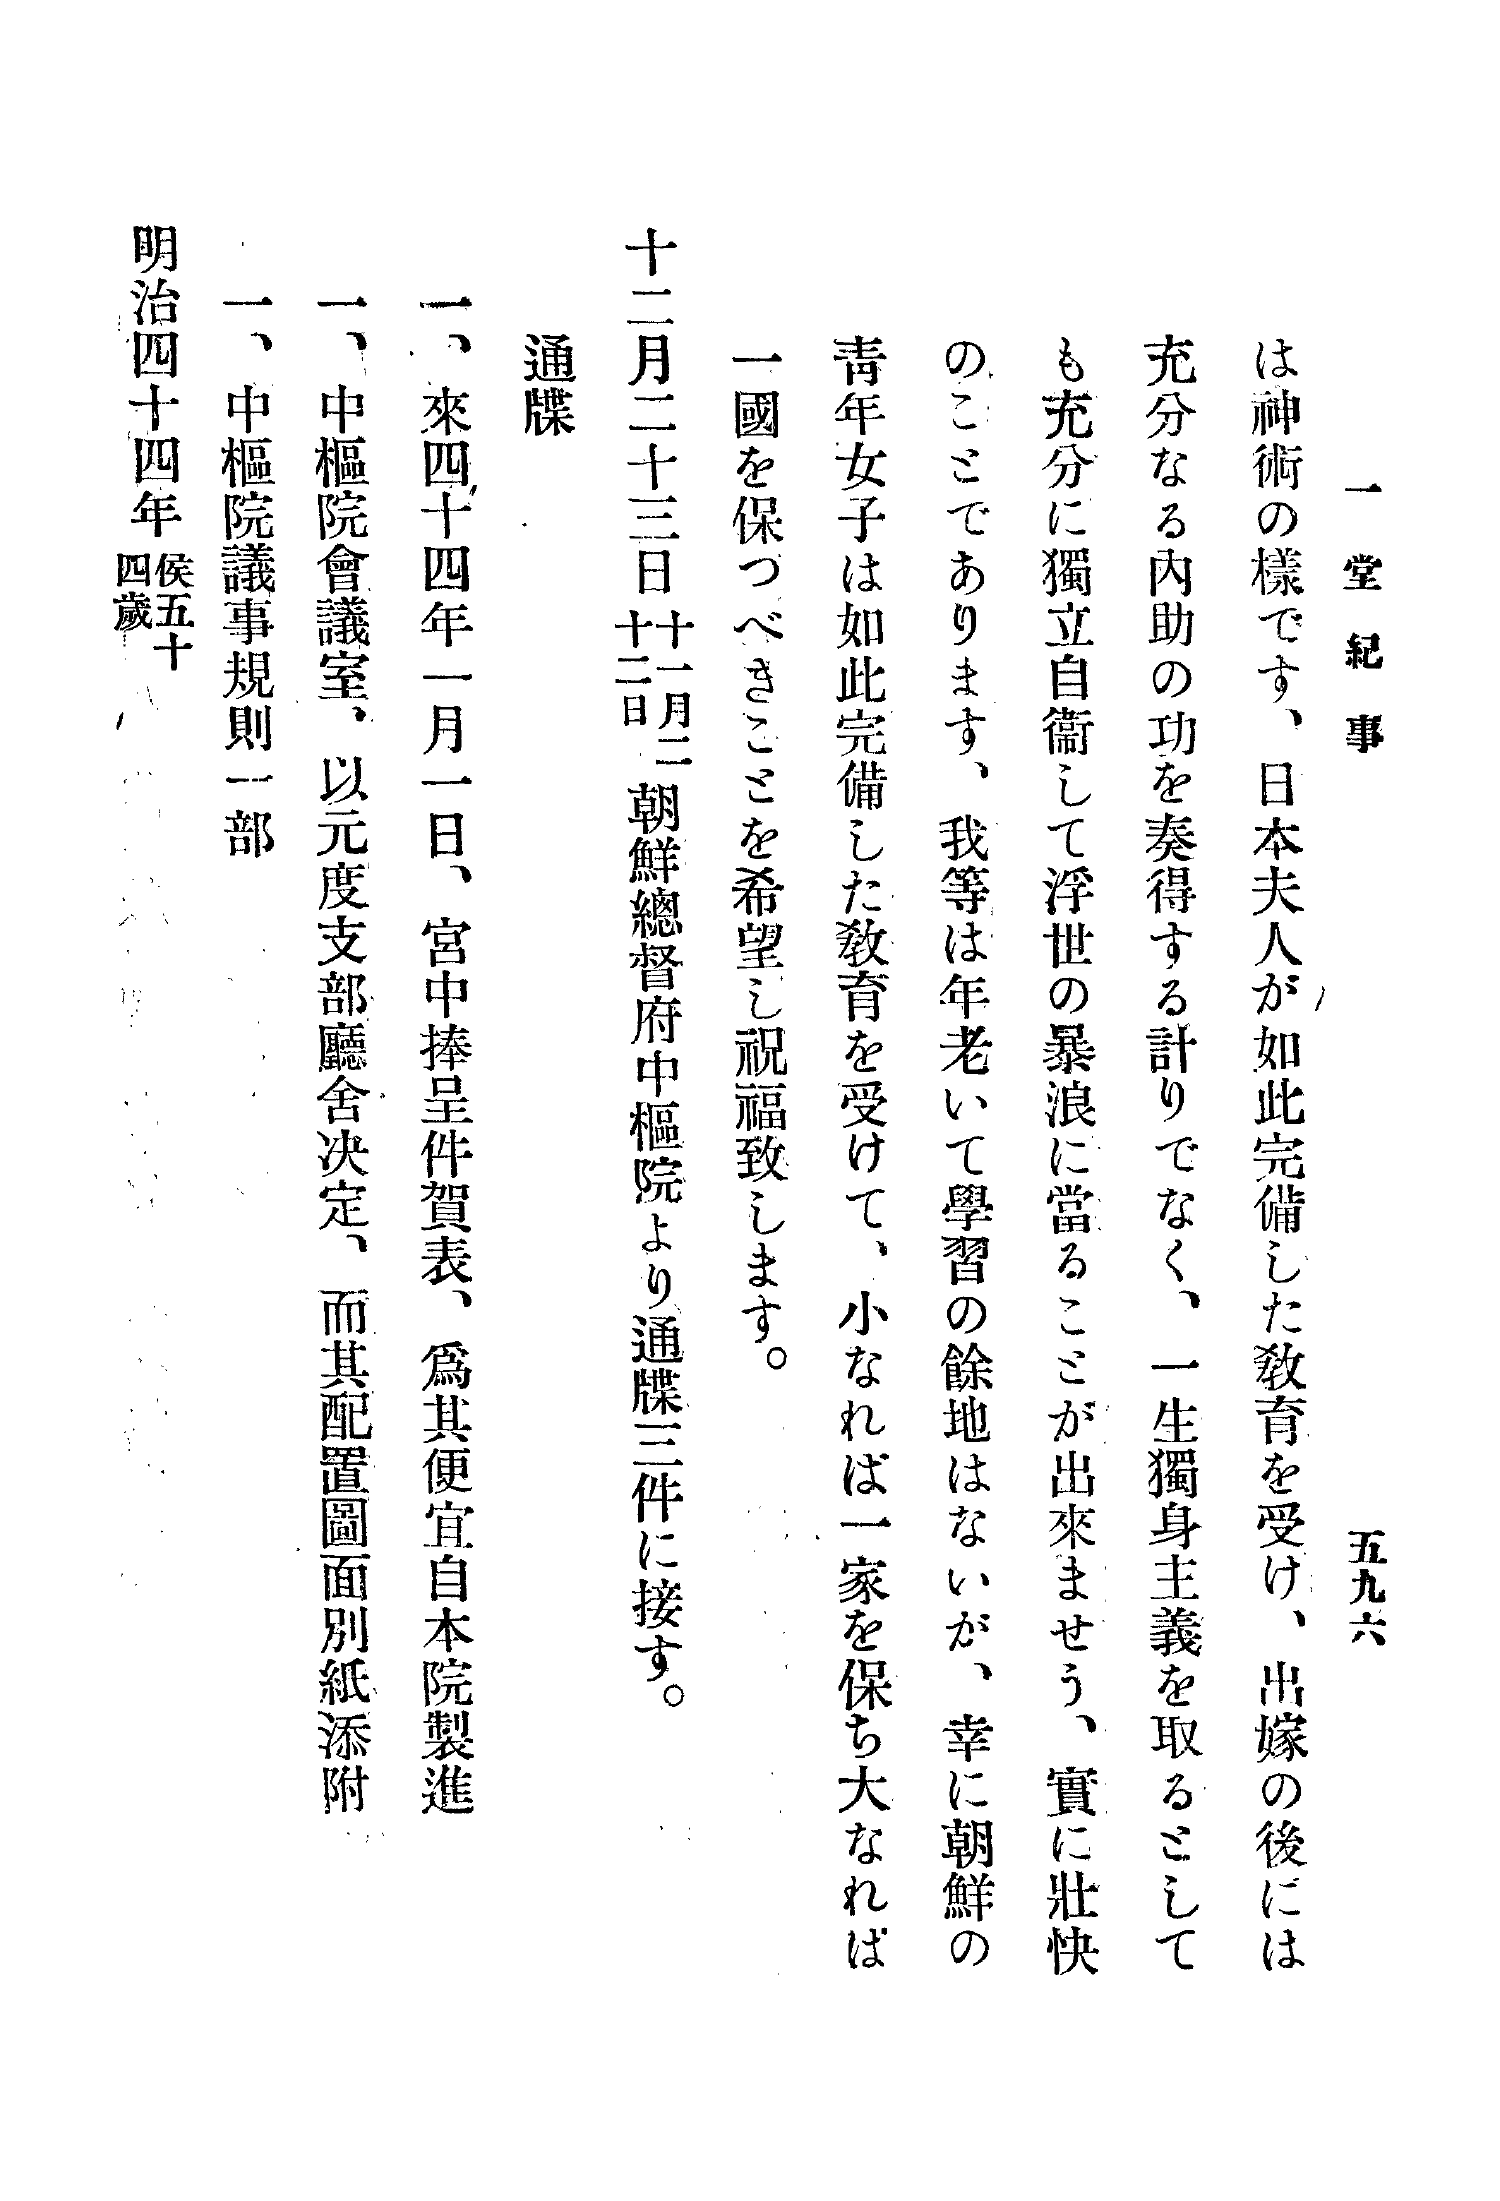 一堂紀事
五九六
は神術の樣です、日本夫人が如此完備した敎育を受け、出嫁の後には
充分なる內助の功を奏得する計りでなく、一生獨身主義を取るとして
も充分に獨立自衞して浮世の暴浪に當ることが出來ませう、實に壯快
のことであります、我等は年老いて學習の餘地はないが、幸に朝鮮の
靑年女子は如此完備した敎育を受けて、小なれば一家を保ち大なれば
一國を保つべきことを希望し祝福致します。
十二月二十三日
十一月二
十二日
朝鮮總督府中樞院より通牒三件に接す。
通牒
一、來四十四年一月一日、宮中捧呈件賀表、爲其便宜自本院製進
一、中樞院會議室、以元度支部廳舍决定、而其配置圖面別紙添附
一、中樞院議事規則一部
明治四十四年
侯五十
四歲